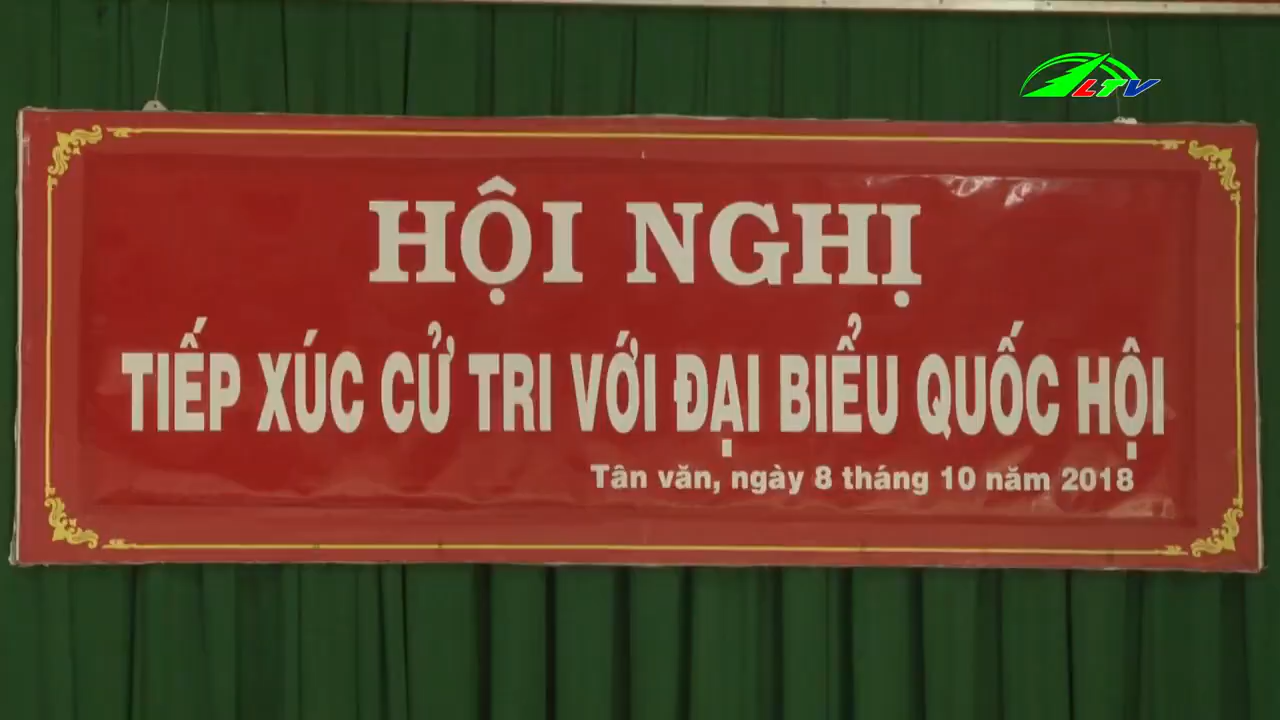 LTV
HỘI NGHỊ
TIẾP XÚC CỬ TRI VỚI ĐẠI BIỂU QUỐC HỘI
Tân văn, ngày 8 tháng 10 năm 2018